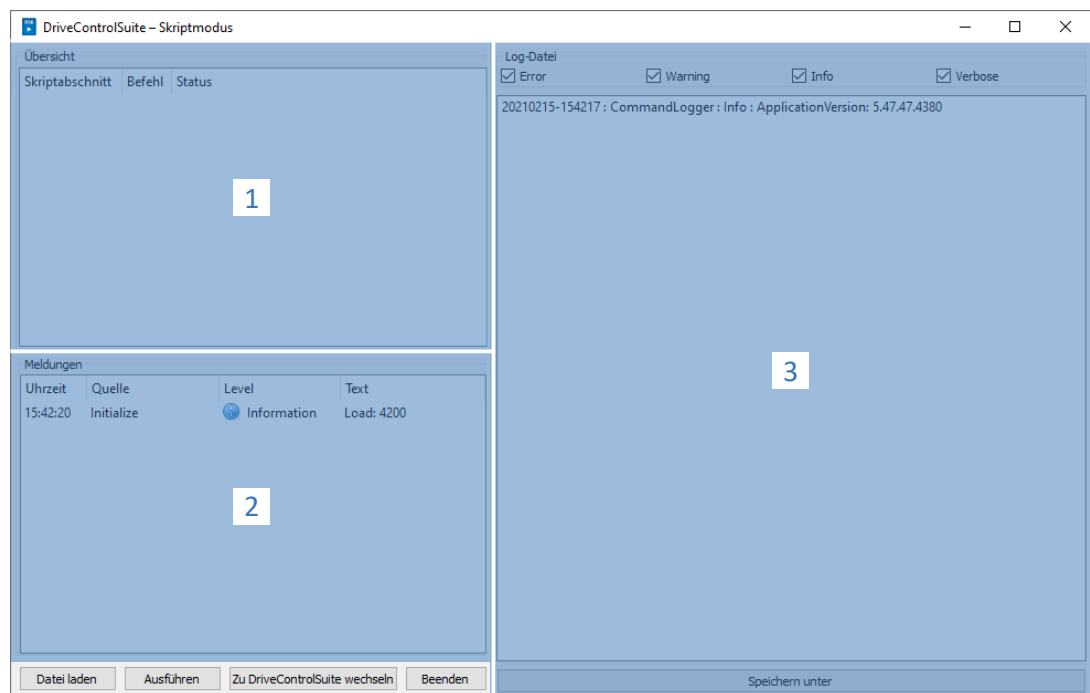 DriveControlSuite – Skriptmodus
Übersicht
Skriptabschnitt Befehl Status
1
Meldungen
Uhrzeit Quelle Level Text
15:42:20 Initialize Information Load: 4200
2
Datei laden Ausführen Zu DriveControlSuite wechseln Beenden
Log-Datei
Error Warning Info Verbose
20210215-154217 : CommandLogger : Info : ApplicationVersion: 5.47.47.4380
3
Speichern unter